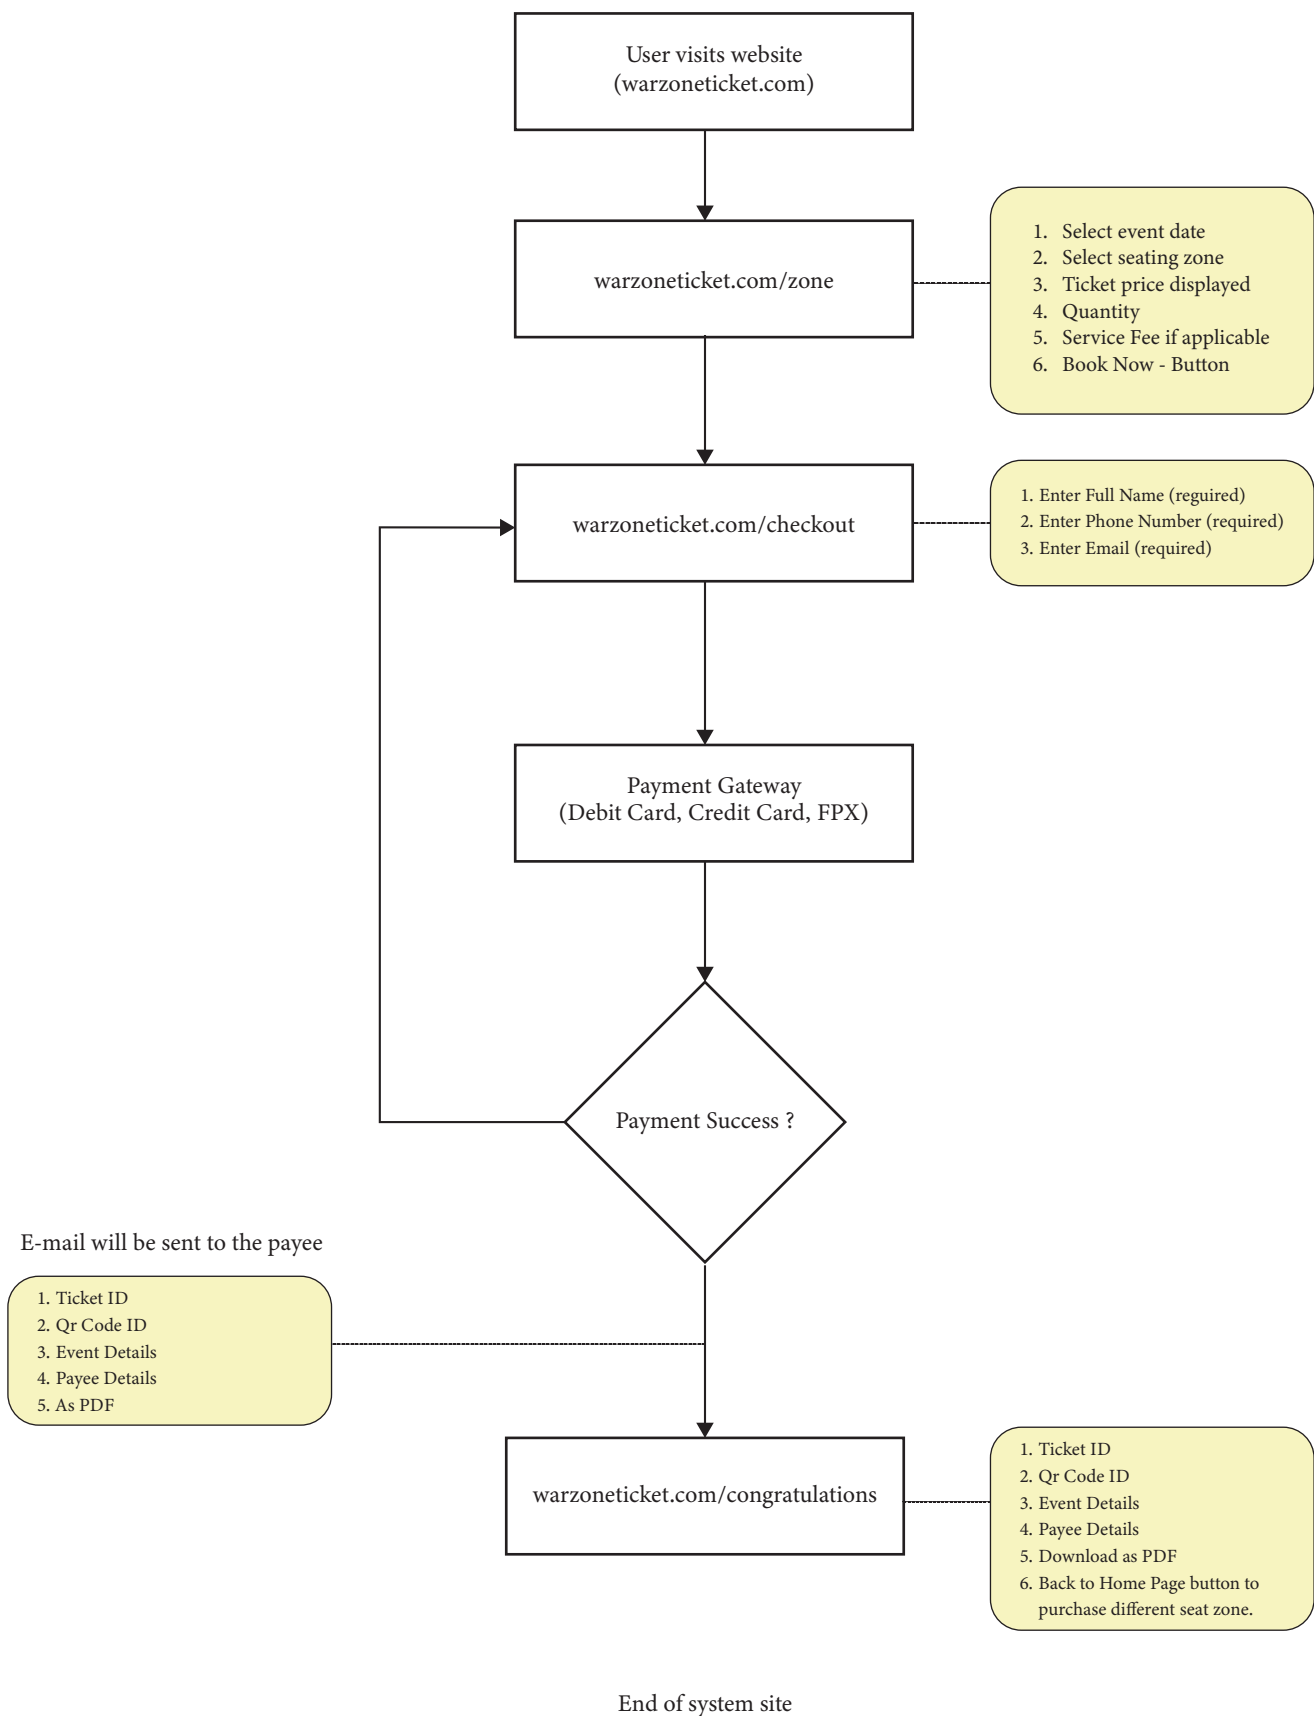 User visits website
(warzoneticket.com)
warzoneticket.com/zone
1. Select event date
2. Select seating zone
3. Ticket price displayed
4. Quantity
5. Service Fee if applicable
6. Book Now - Button
warzoneticket.com/checkout
1. Enter Full Name (reguired)
2. Enter Phone Number (required)
3. Enter Email (required)
Payment Gateway
(Debit Card, Credit Card, FPX)
Payment Success ?
E-mail will be sent to the payee
1. Ticket ID
2. Qr Code ID
3. Event Details
4. Payee Details
5. As PDF
warzoneticket.com/congratulations
1. Ticket ID
2. Qr Code ID
3. Event Details
4. Payee Details
5. Download as PDF
6. Back to Home Page button to
purchase different seat zone.
End of system site